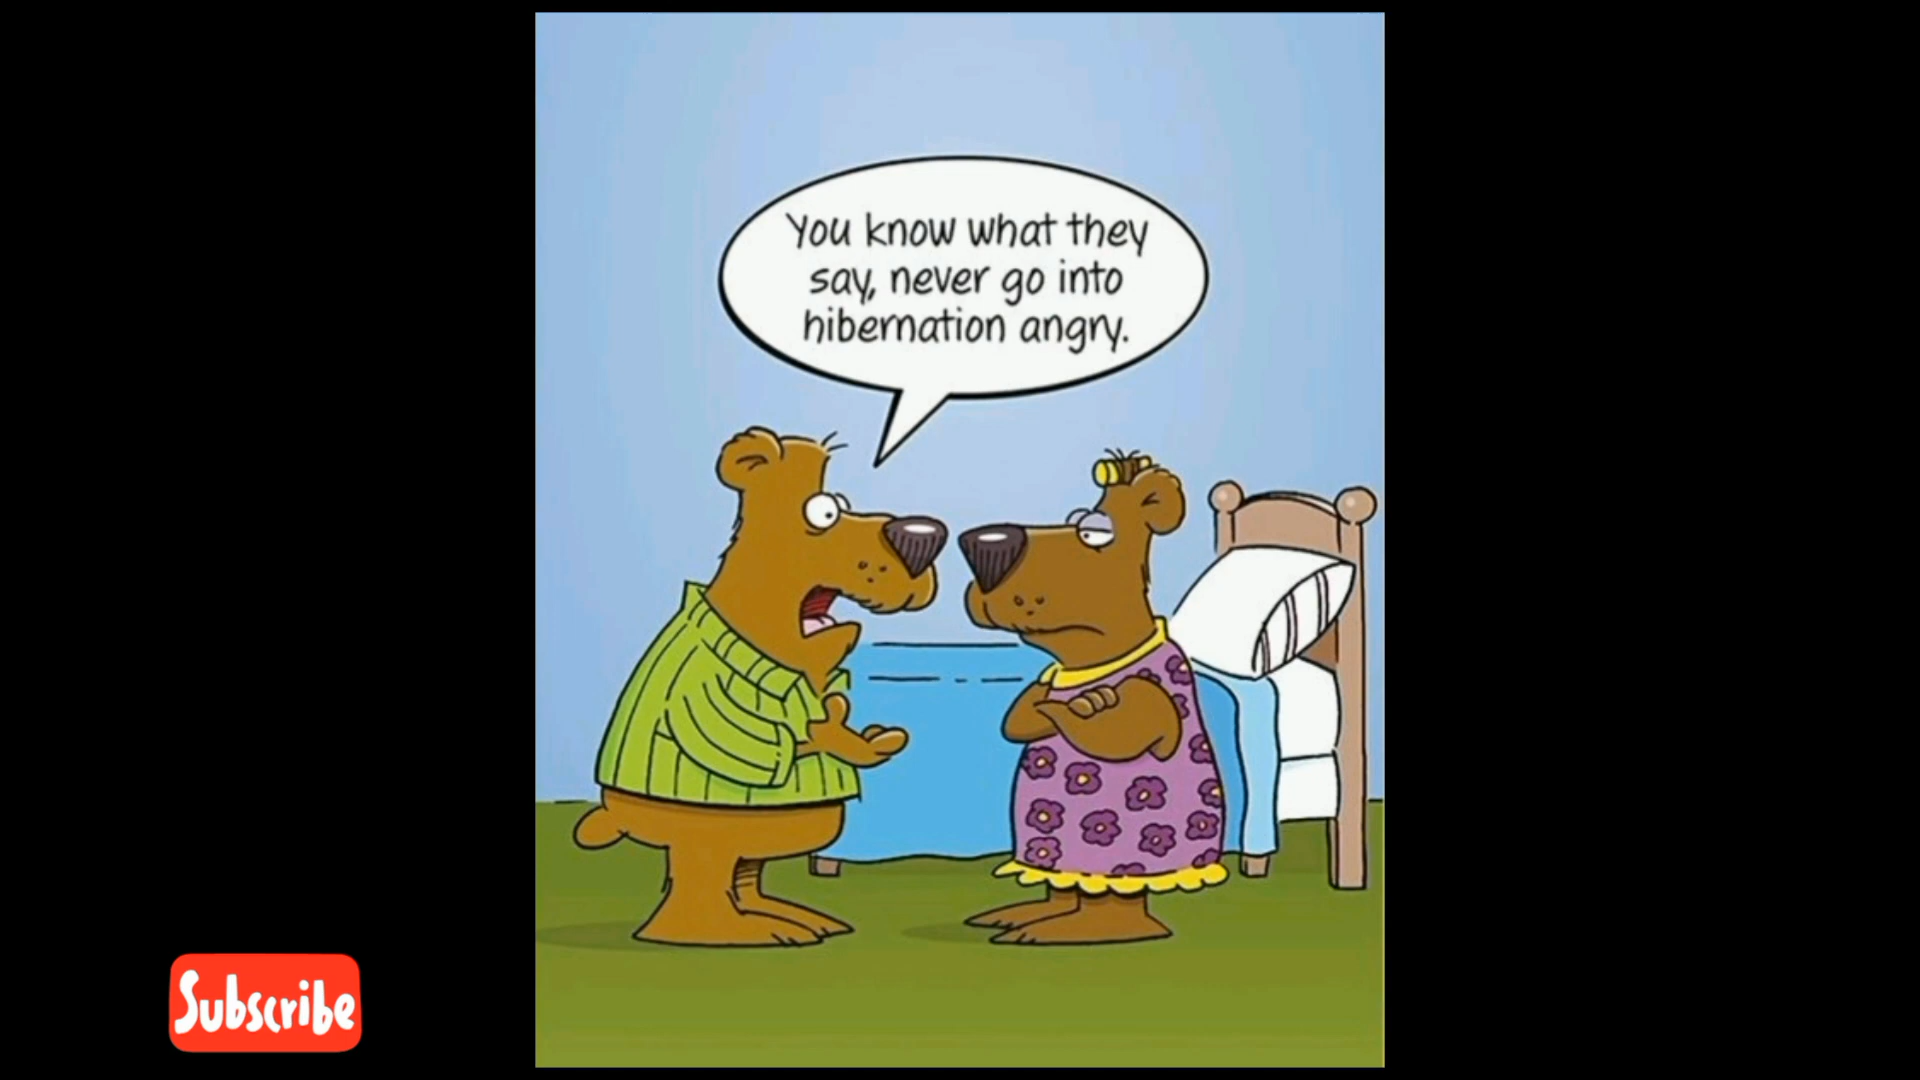 You know what they
say, never go into
hibernation angry.
Subscribe